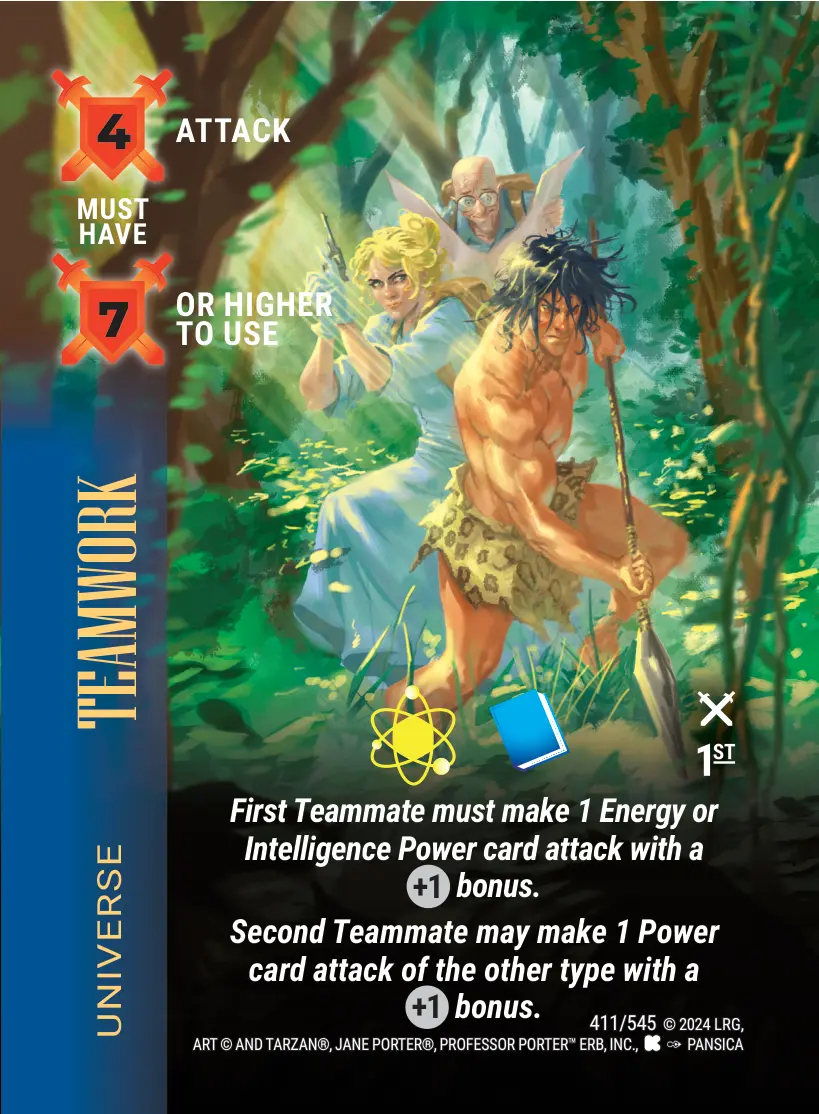 4 ATTACK
MUST
HAVE
7 OR HIGHER
TO USE
TEAMWORK
UNIVERSE
1ST
First Teammate must make 1 Energy or
Intelligence Power card attack with a
+1 bonus.
Second Teammate may make 1 Power
card attack of the other type with a
+1 bonus.
411/545 © 2024 LRG,
ART © AND TARZAN®, JANE PORTER®, PROFESSOR PORTER™ ERB, INC., PANSICA